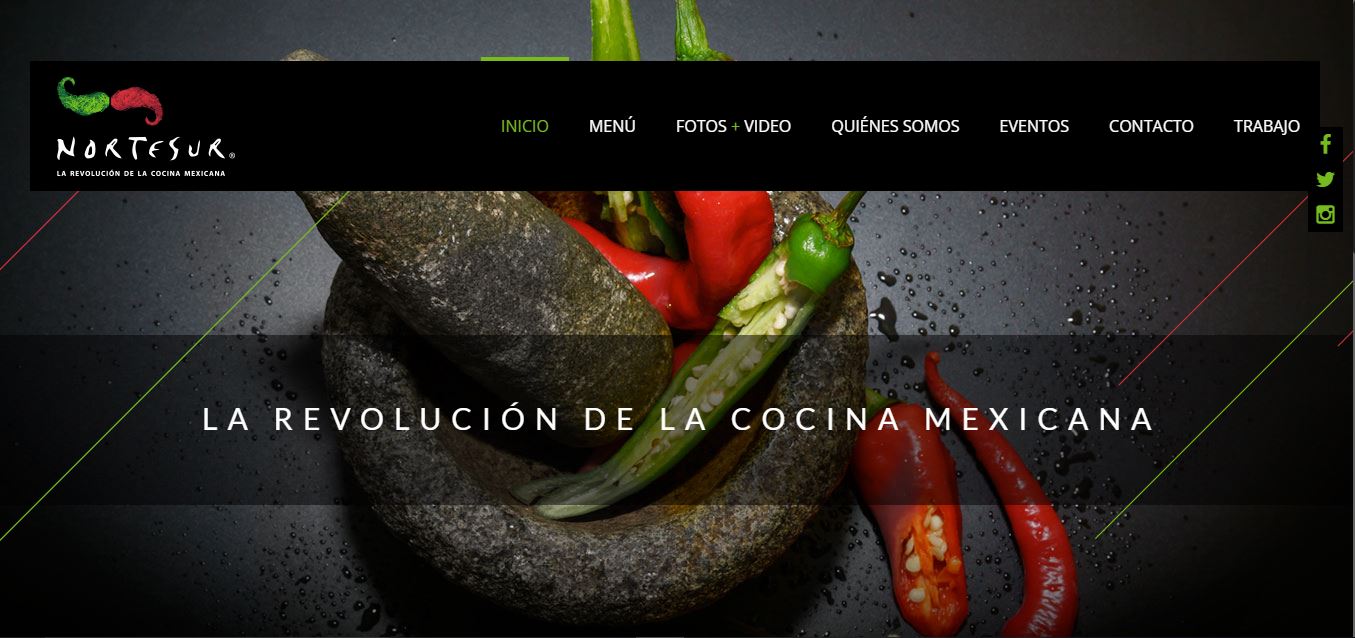 NORTESUR®
LA REVOLUCIÓN DE LA COCINA MEXICANA
INICIO MENÚ FOTOS + VIDEO QUIÉNES SOMOS EVENTOS CONTACTO TRABAJO
LA REVOLUCIÓN DE LA COCINA MEXICANA